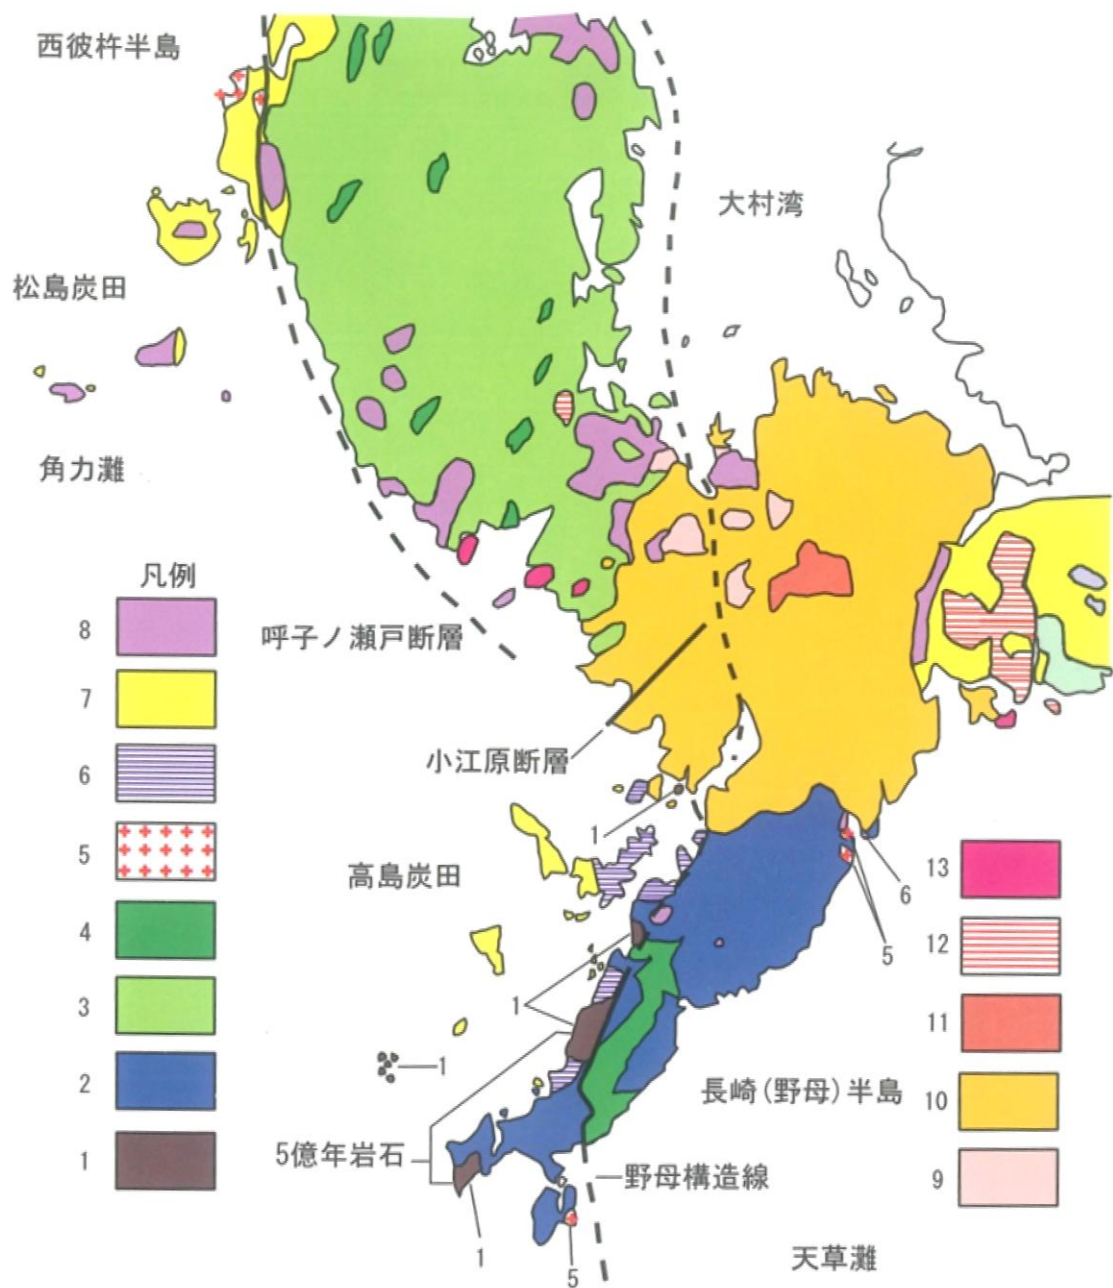 西彼杵半島
大村湾
松島炭田
角力灘
凡例
8
呼子ノ瀬戸断層
7
小江原断層
6
1
5
高島炭田
13
6
12
5
4
1
11
3
1
2
長崎(野母)半島
10
5億年岩石
野母構造線
1
9
1
天草灘
5